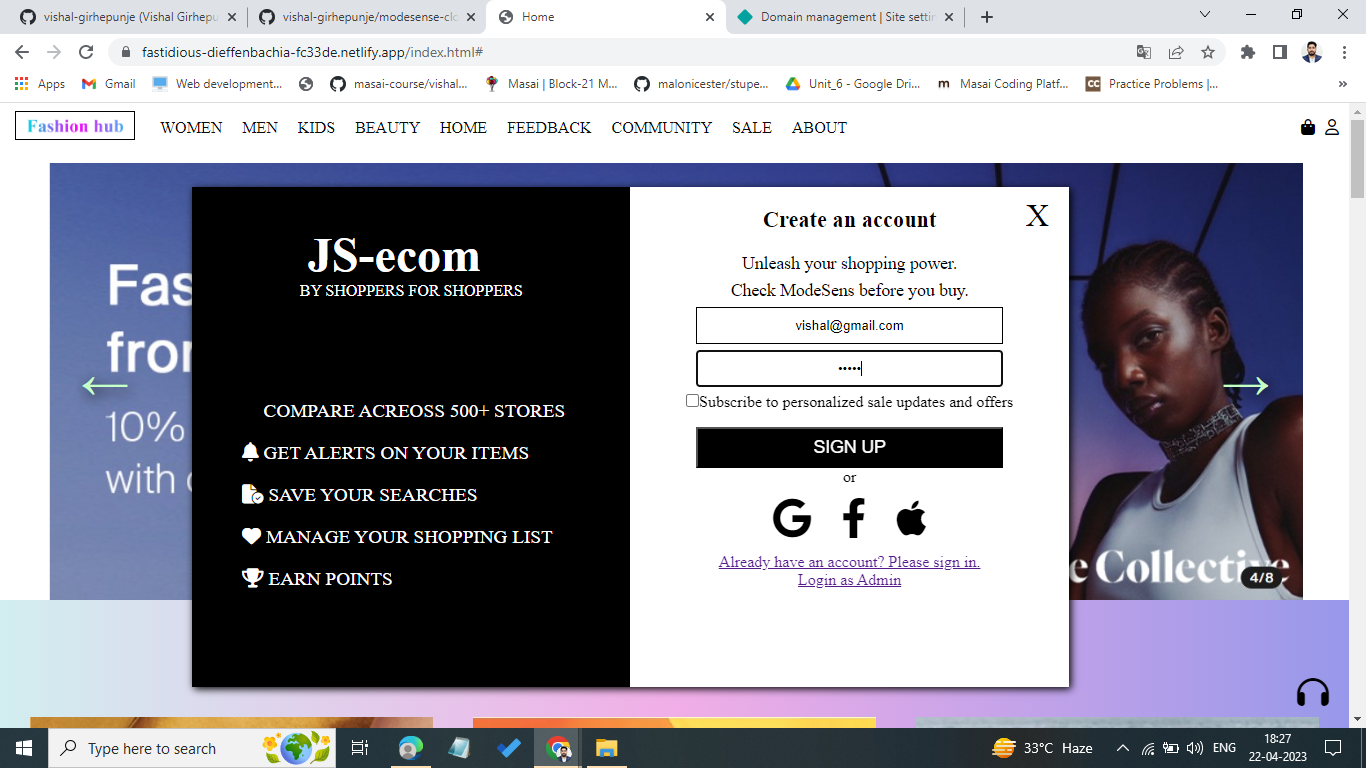 vishal-girhepunje (Vishal Girhepu
vishal-girhepunje/modesense-clo
Home
Domain management | Site settin
fastidious-dieffenbachia-fc33de.netlify.app/index.html#
Apps
Gmail
Web development...
masai-course/vishal...
Masai | Block-21 M...
malonicester/stupe...
Unit_6 - Google Dri...
m
Masai Coding Platf...
CC
Practice Problems |...
»
Fashion hub
WOMEN
MEN
KIDS
BEAUTY
HOME
FEEDBACK
COMMUNITY
SALE
ABOUT
Fas
from
10%
with
e Collective
4/8
JS-ecom
BY SHOPPERS FOR SHOPPERS
COMPARE ACREOSS 500+ STORES
GET ALERTS ON YOUR ITEMS
SAVE YOUR SEARCHES
MANAGE YOUR SHOPPING LIST
EARN POINTS
X
Create an account
Unleash your shopping power.
Check ModeSens before you buy.
vishal@gmail.com
•••••
Subscribe to personalized sale updates and offers
SIGN UP
or
Already have an account? Please sign in.
Login as Admin
Type here to search
33°C Haze
ENG
18:27
22-04-2023